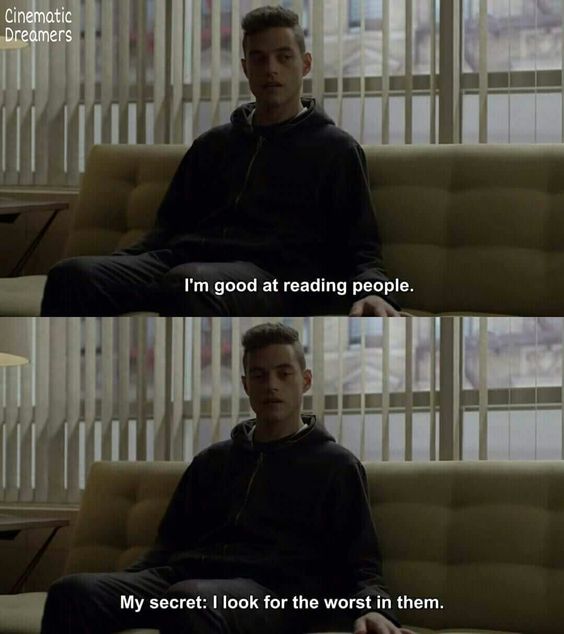 Cinematic
Dreamers
I'm good at reading people.
My secret: I look for the worst in them.